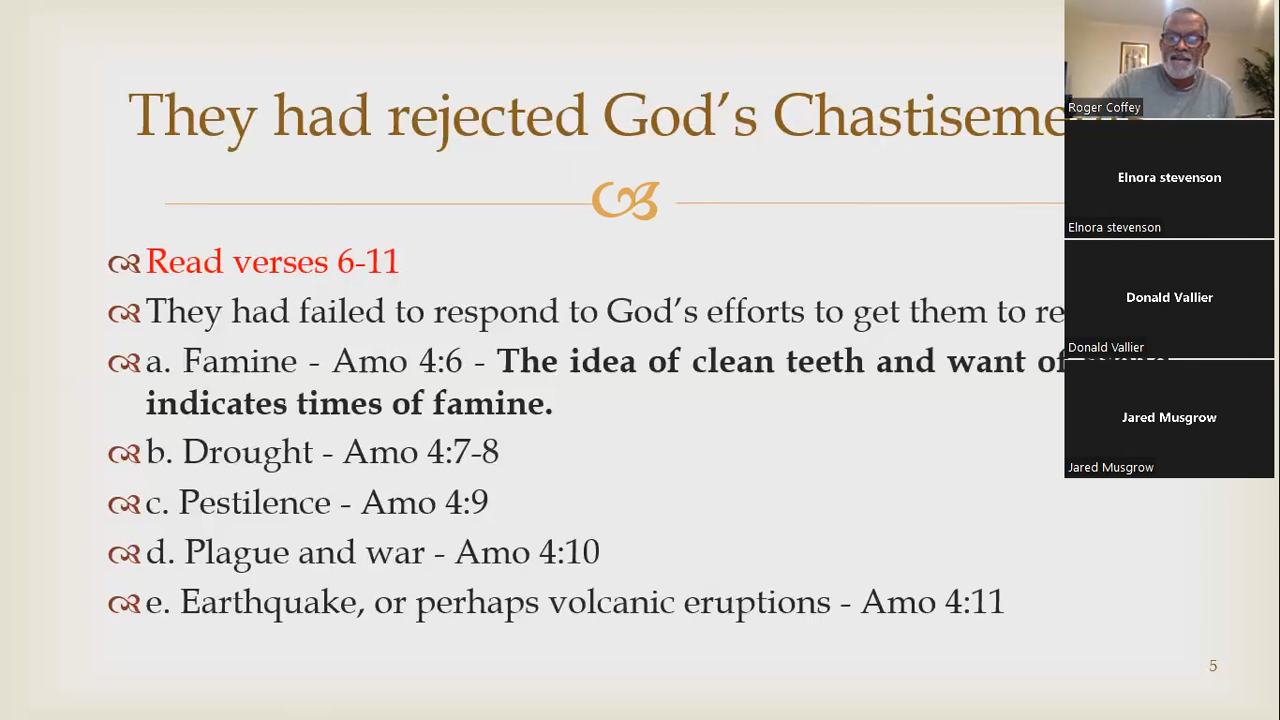 They had rejected God's
Read verses 6-11
They had failed to respond to God's efforts to get them to
a. Famine - Amo 4:6 - The idea of clean teeth and want of
indicates times of famine.
b. Drought - Amo 4:7-8
c. Pestilence - Amo 4:9
d. Plague and war - Amo 4:10
e. Earthquake, or perhaps volcanic eruptions - Amo 4:11
5
Roger Coffey
Elnora stevenson
Elnora stevenson
Donald Vallier
Donald Vallier
Jared Musgrow
Jared Musgrow